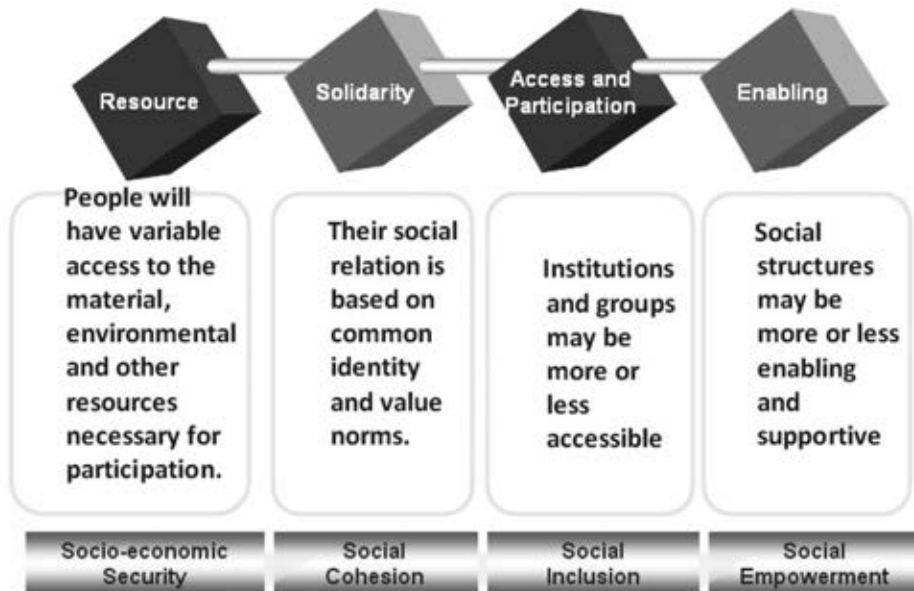 Resource
Solidarity
Access and
Participation
Enabling
People will
have variable
access to the
material,
environmental
and other
resources
necessary for
participation.
Their social
relation is
based on
common
identity
and value
norms.
Institutions
and groups
may be
more or
less
accessible
Social
structures
may be
more or less
enabling
and
supportive
Socio-economic
Security
Social
Cohesion
Social
Inclusion
Social
Empowerment